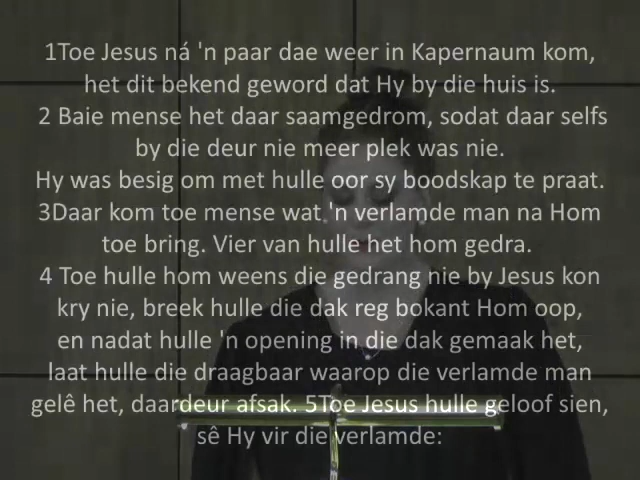 1Toe Jesus ná 'n paar dae weer in Kapernaum kom,
het dit bekend geword dat Hy by die huis is.
2 Baie mense het daar saamgedrom, sodat daar selfs
by die deur nie meer plek was nie.
Hy was besig om met hulle oor sy boodskap te praat.
3Daar kom toe mense wat 'n verlamde man na Hom
toe bring. Vier van hulle het hom gedra.
4 Toe hulle hom weens die gedrang nie by Jesus kon
kry nie, breek hulle die dak reg bokant Hom oop,
en nadat hulle 'n opening in die dak gemaak het,
laat hulle die draagbaar waarop die verlamde man
gelê het, daardeur afsak. 5Toe Jesus hulle geloof sien,
sê Hy vir die verlamde: